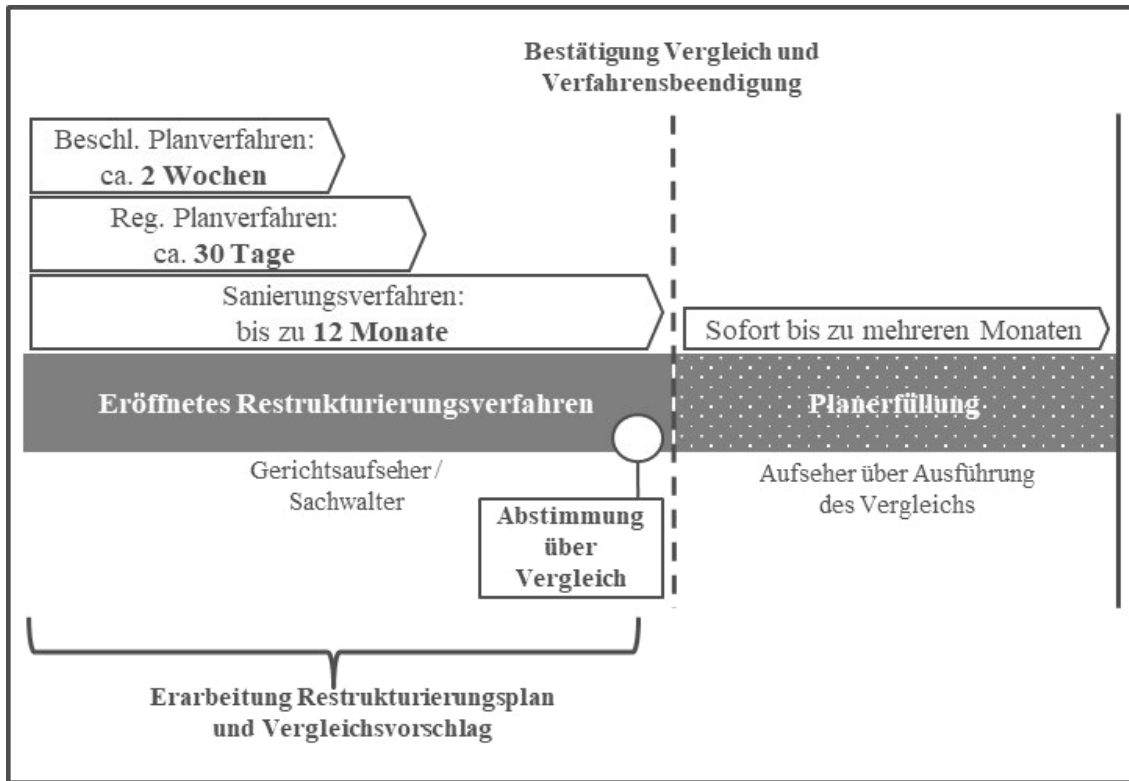 Bestätigung Vergleich und
Verfahrensbeendigung
Beschl. Planverfahren:
ca. 2 Wochen
Reg. Planverfahren:
ca. 30 Tage
Sanierungsverfahren:
bis zu 12 Monate
Sofort bis zu mehreren Monaten
Eröffnetes Restrukturierungsverfahren
Planerfüllung
Gerichtsaufseher /
Sachwalter
Aufseher über Ausführung
des Vergleichs
Abstimmung
über
Vergleich
Erarbeitung Restrukturierungsplan
und Vergleichsvorschlag